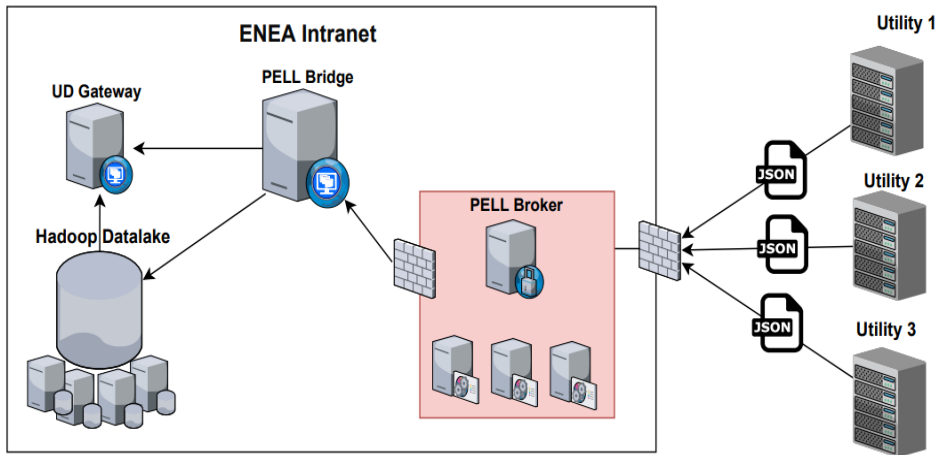 ENEA Intranet
Utility 1
PELL Bridge
UD Gateway
JSON
Utility 2
PELL Broker
Hadoop Datalake
JSON
JSON
Utility 3